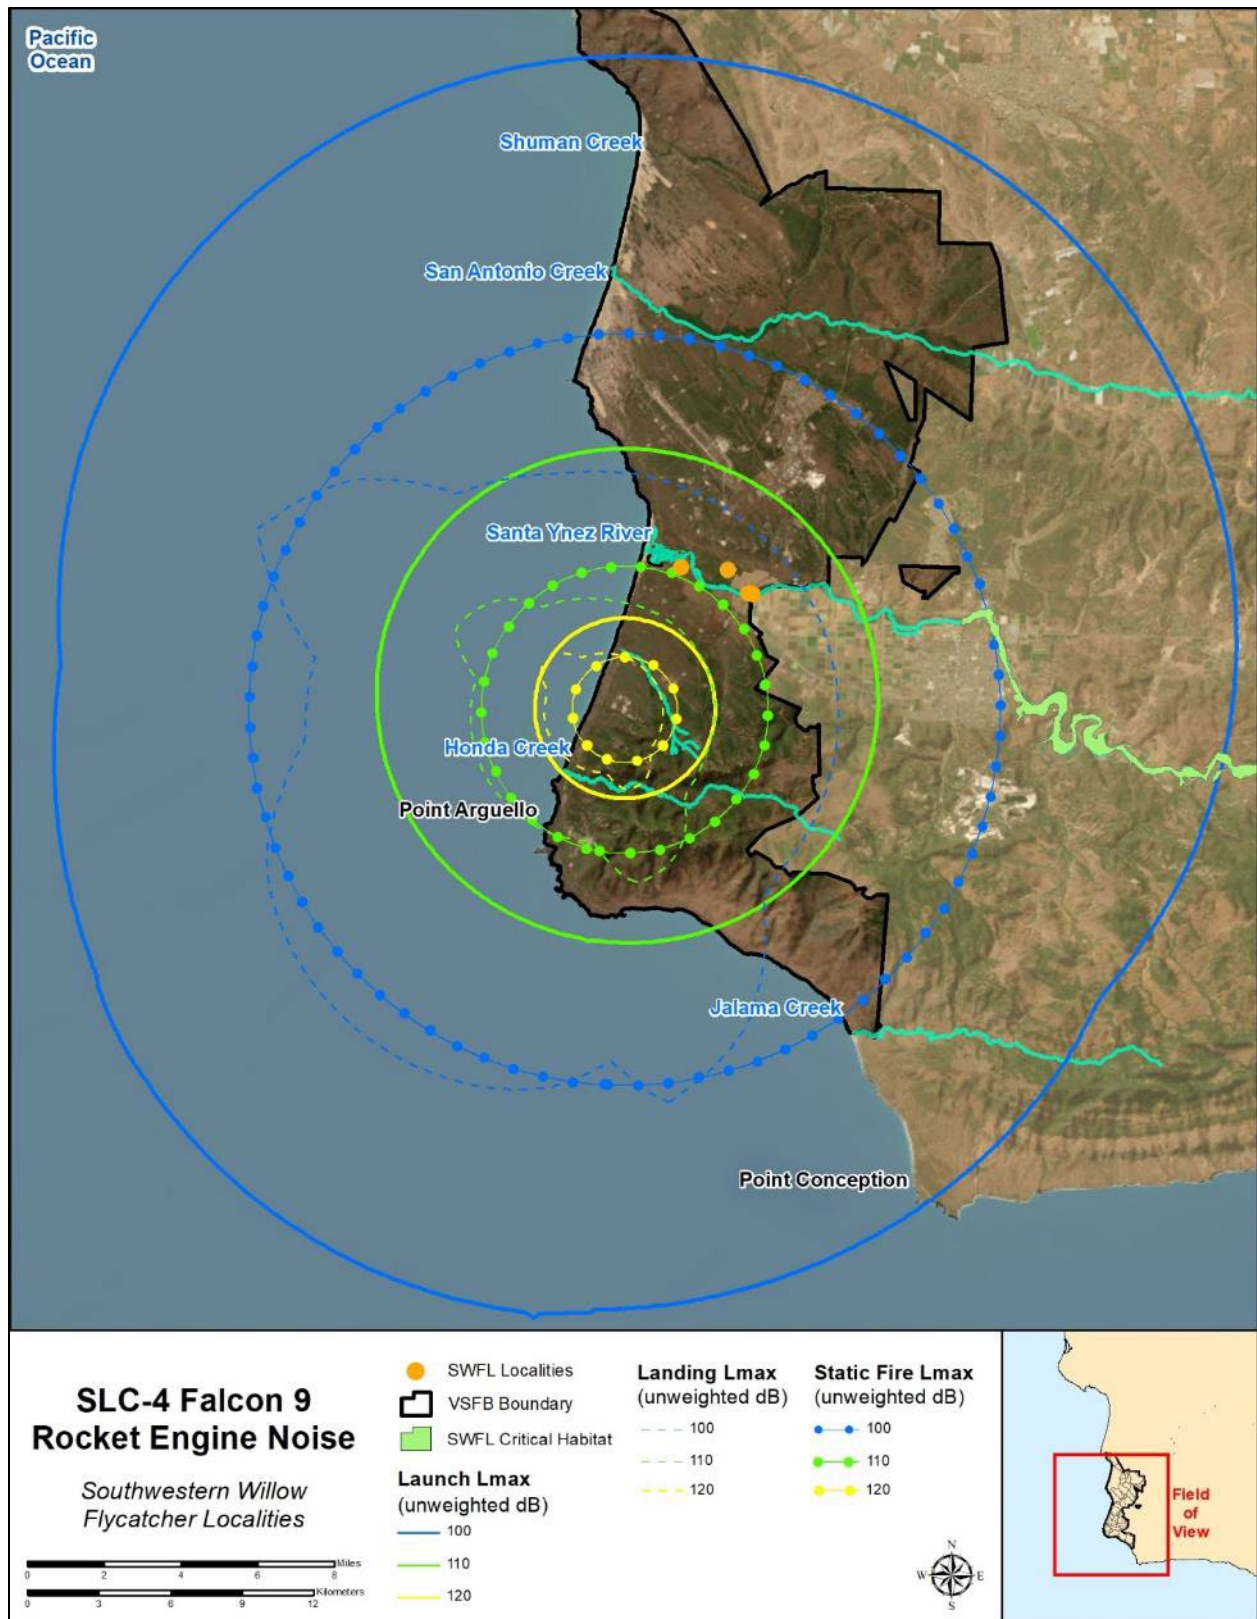 Pacific
Ocean
Shuman Creek
San Antonio Creek
Santa Ynez River
Honda Creek
Point Arguello
Jalama Creek
Point Conception
SLC-4 Falcon 9
Rocket Engine Noise
Southwestern Willow
Flycatcher Localities
0 2 4 6 8 Miles
0 3 6 9 12 Kilometers
SWFL Localities
VSFB Boundary
SWFL Critical Habitat
Launch Lmax
(unweighted dB)
100
110
120
Landing Lmax
(unweighted dB)
100
110
120
Static Fire Lmax
(unweighted dB)
100
110
120
N
W E
S
Field
of
View